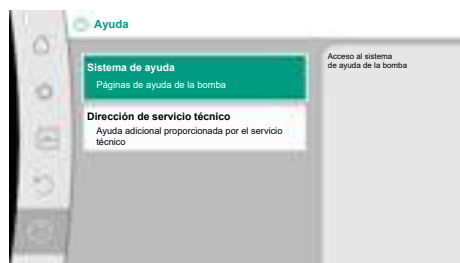 Ayuda
Sistema de ayuda
Páginas de ayuda de la bomba
Dirección de servicio técnico
Ayuda adicional proporcionada por el servicio
técnico
Acceso al sistema
de ayuda de la bomba